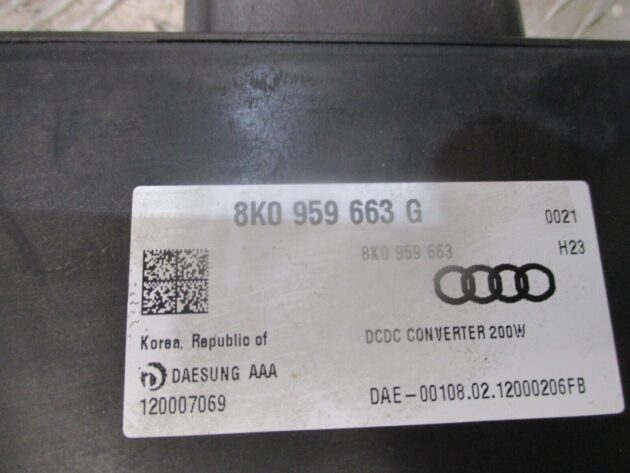 8K0 959 663 G
0021
8K0 959 663
H23
Korea, Republic of
DCDC CONVERTER 200W
DAESUNG AAA
120007069
DAE-00108.02.12000206FB